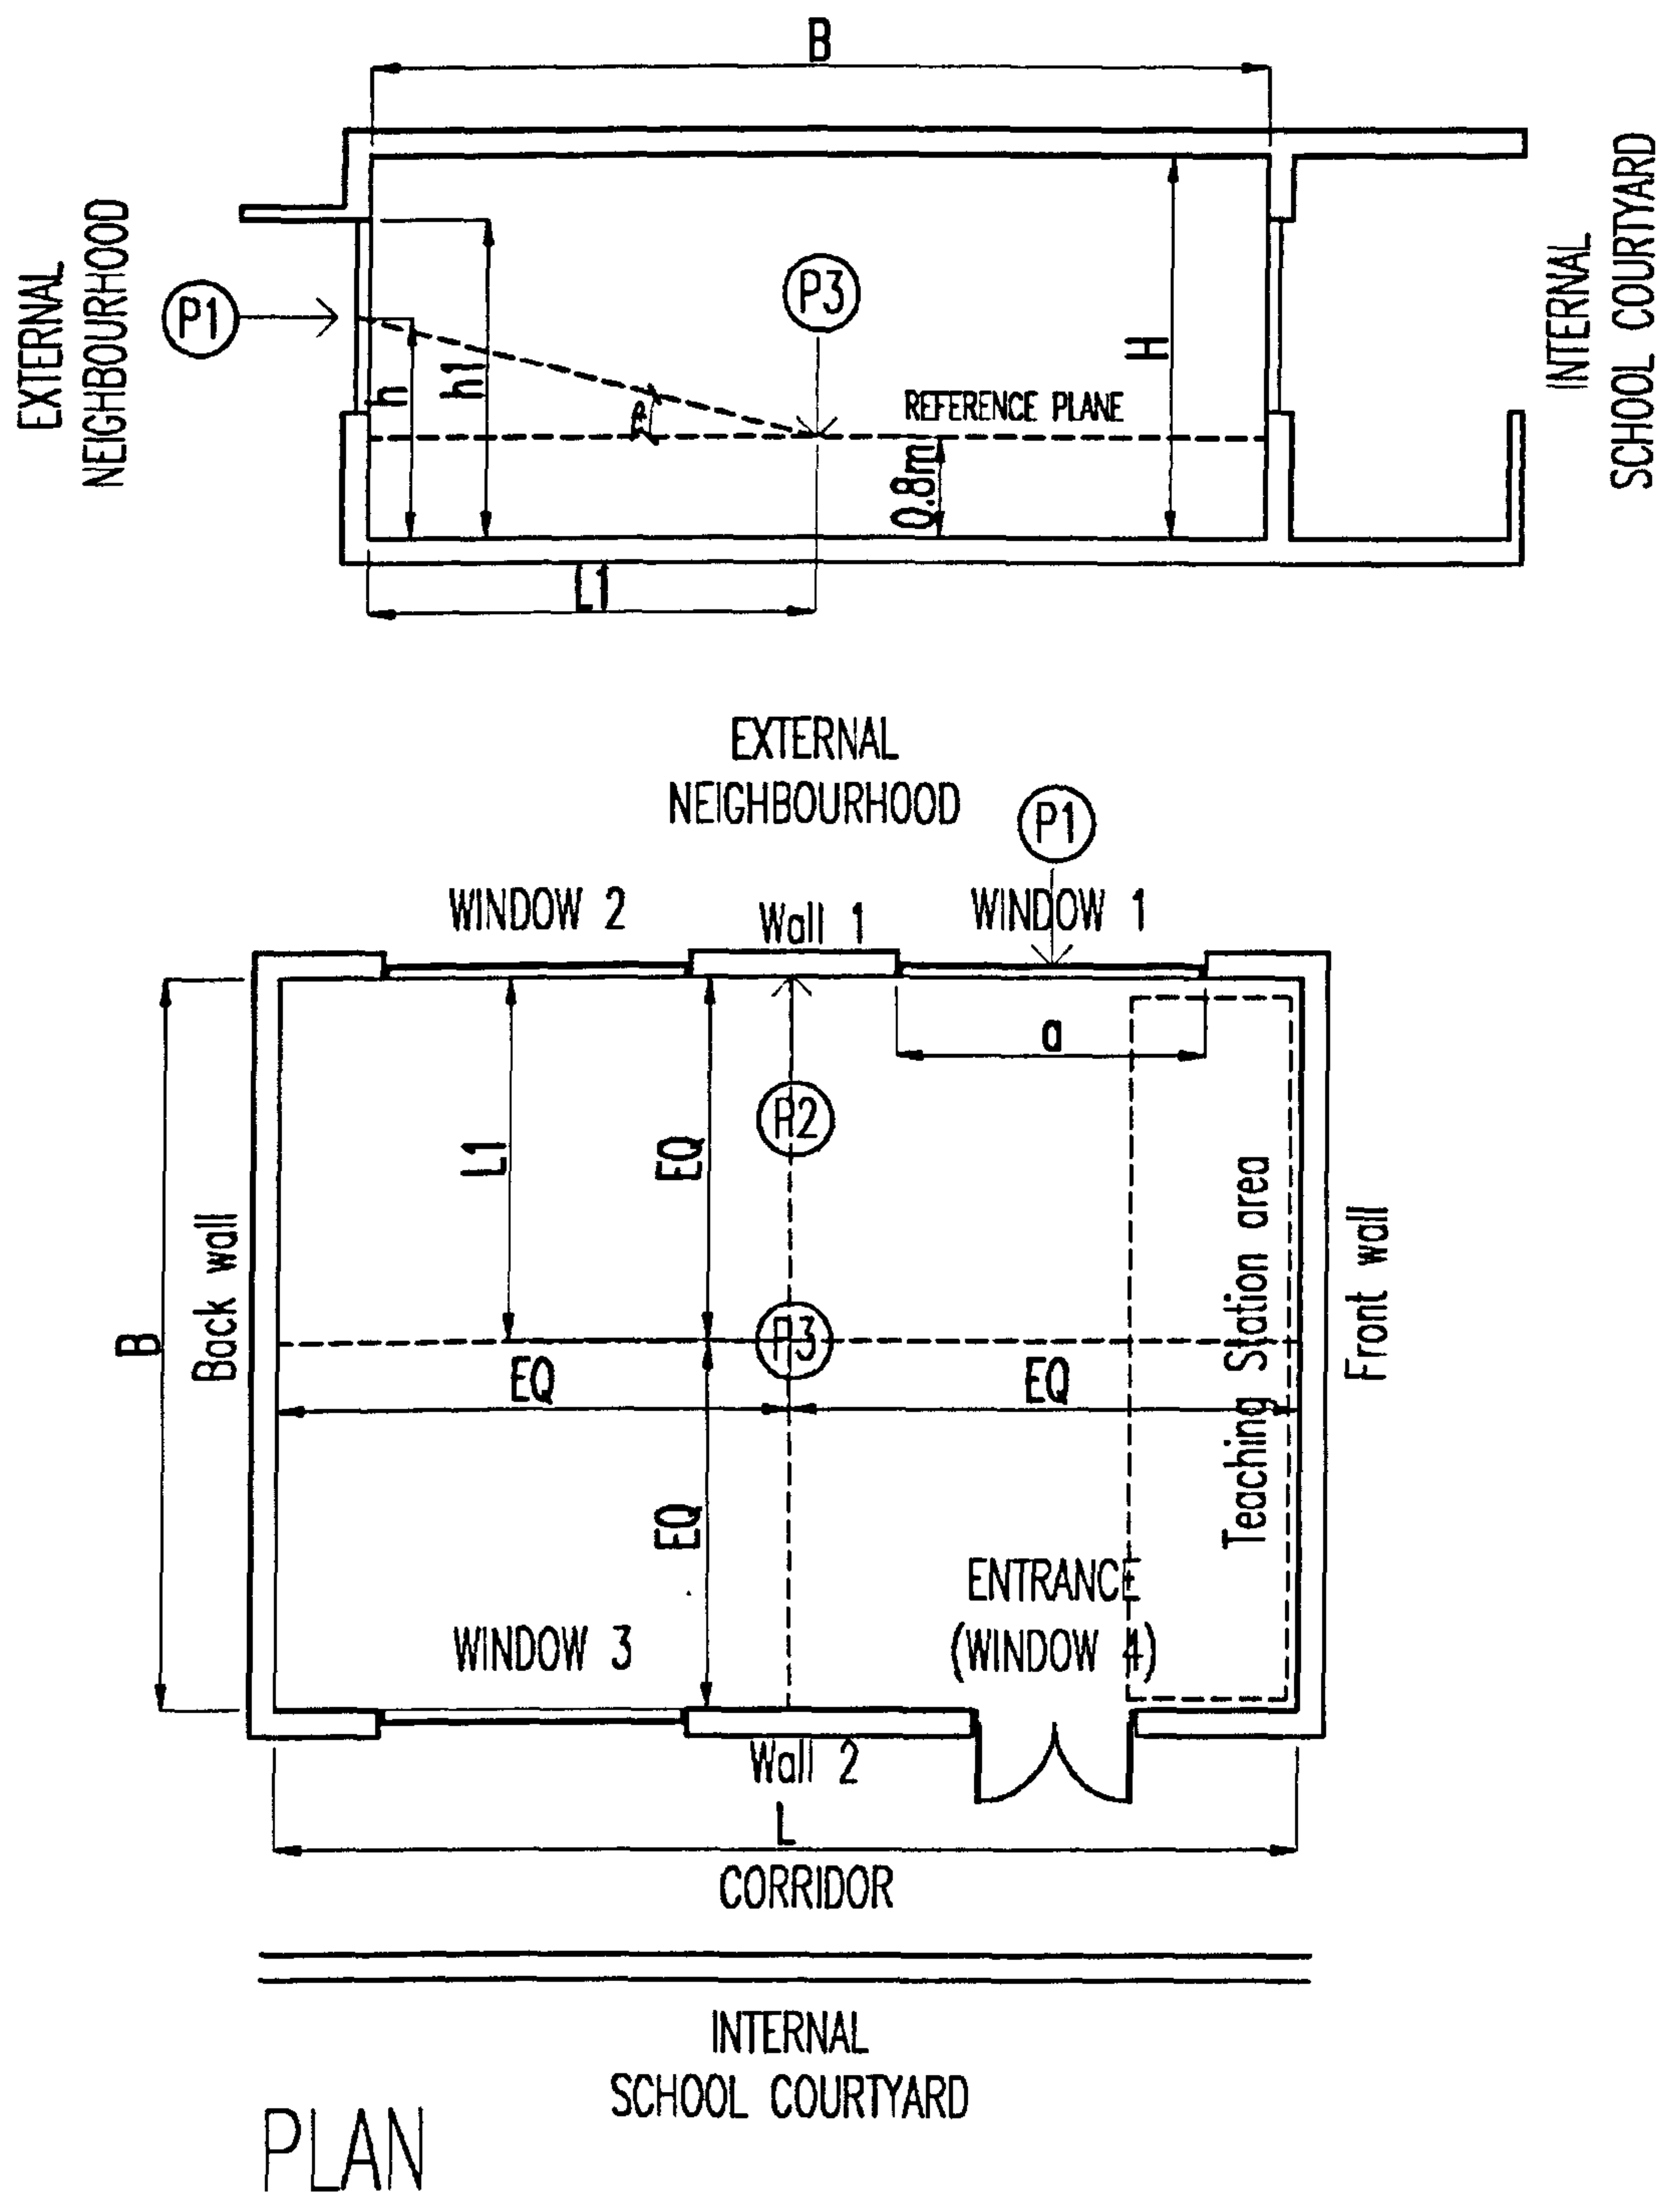 B
EXTERNAL
NEIGHBOURHOOD
P1
h
h1
P3
H
REFERENCE PLANE
0.8m
L1
INTERNAL
SCHOOL COURTYARD
EXTERNAL
NEIGHBOURHOOD
P1
WINDOW 2
Wall 1
WINDOW 1
a
P2
L1
EQ
Back wall
B
P3
EQ
EQ
Teaching Station area
Front wall
EQ
ENTRANCE
(WINDOW 4)
WINDOW 3
Wall 2
L
CORRIDOR
INTERNAL
SCHOOL COURTYARD
PLAN